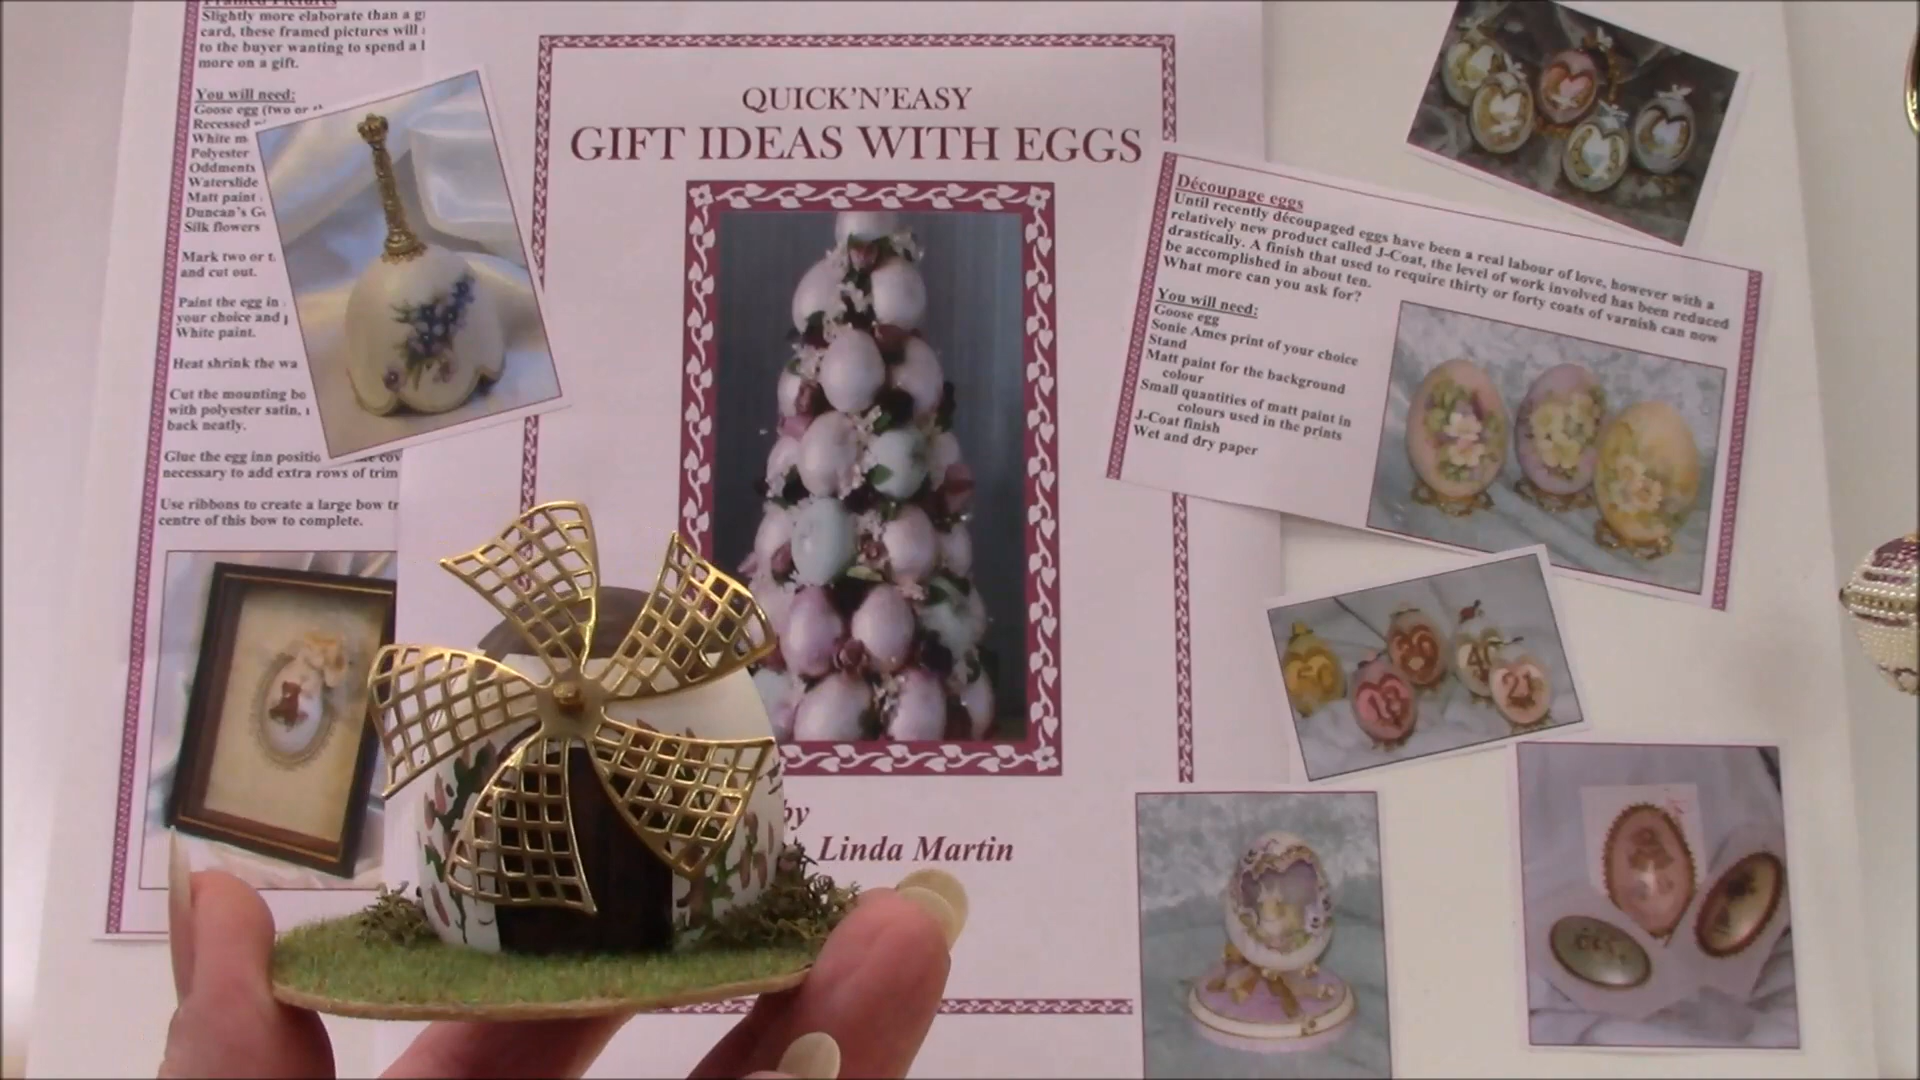 Framed Pictures
Slightly more elaborate than a
card, these framed pictures will
to the buyer wanting to spend a
more on a gift.
You will need:
Goose egg (two or
Recessed
White
Polyester
Oddments
Waterslide
Matt paint
Duncan's
Silk flowers
Mark two or
and cut out.
Paint the egg in
your choice and
White paint.
Heat shrink the
Cut the mounting
with polyester satin,
back neatly.
Glue the egg inn
necessary to add extra rows of trim
Use ribbons to create a large bow
centre of this bow to complete.
QUICK'N'EASY
GIFT IDEAS WITH EGGS
by
Linda Martin
Découpage eggs
Until recently découpaged eggs have been a real labour of love, however with a
relatively new product called J-Coat, the level of work involved has been reduced
drastically. A finish that used to require thirty or forty coats of varnish can now
be accomplished in about ten.
What more can you ask for?
You will need:
Goose egg
Sonie Ames print of your choice
Stand
Matt paint for the background
colour
Small quantities of matt paint in
colours used in the prints
J-Coat finish
Wet and dry paper
18
40
21